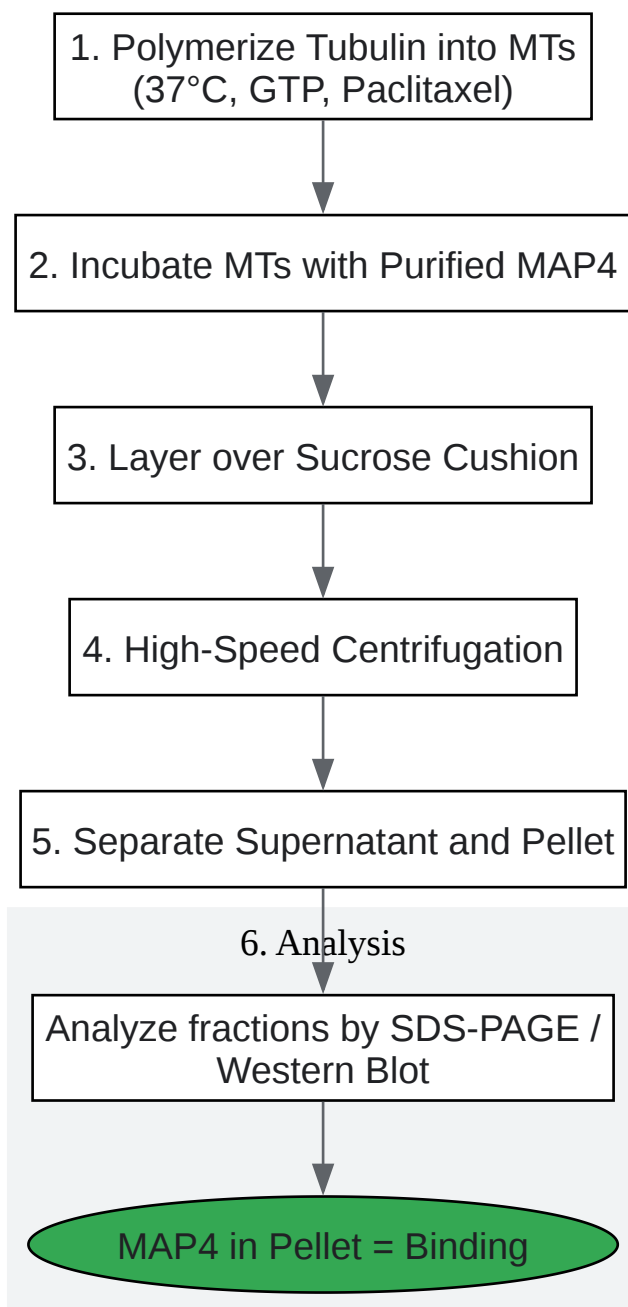 1. Polymerize Tubulin into MTs
(37°C, GTP, Paclitaxel)
2. Incubate MTs with Purified MAP4
3. Layer over Sucrose Cushion
4. High-Speed Centrifugation
5. Separate Supernatant and Pellet
6. Analysis
Analyze fractions by SDS-PAGE /
Western Blot
MAP4 in Pellet = Binding